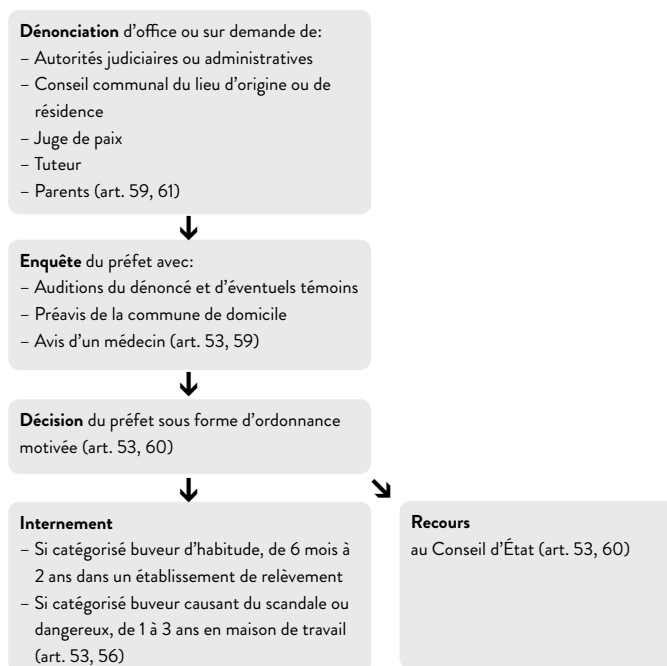 Dénonciation d’office ou sur demande de:
– Autorités judiciaires ou administratives
– Conseil communal du lieu d’origine ou de
résidence
– Juge de paix
– Tuteur
– Parents (art. 59, 61)
Enquête du préfet avec:
– Auditions du dénoncé et d’éventuels témoins
– Préavis de la commune de domicile
– Avis d’un médecin (art. 53, 59)
Décision du préfet sous forme d’ordonnance
motivée (art. 53, 60)
Internement
– Si catégorisé buveur d’habitude, de 6 mois à
2 ans dans un établissement de relèvement
– Si catégorisé buveur causant du scandale ou
dangereux, de 1 à 3 ans en maison de travail
(art. 53, 56)
Recours
au Conseil d’État (art. 53, 60)